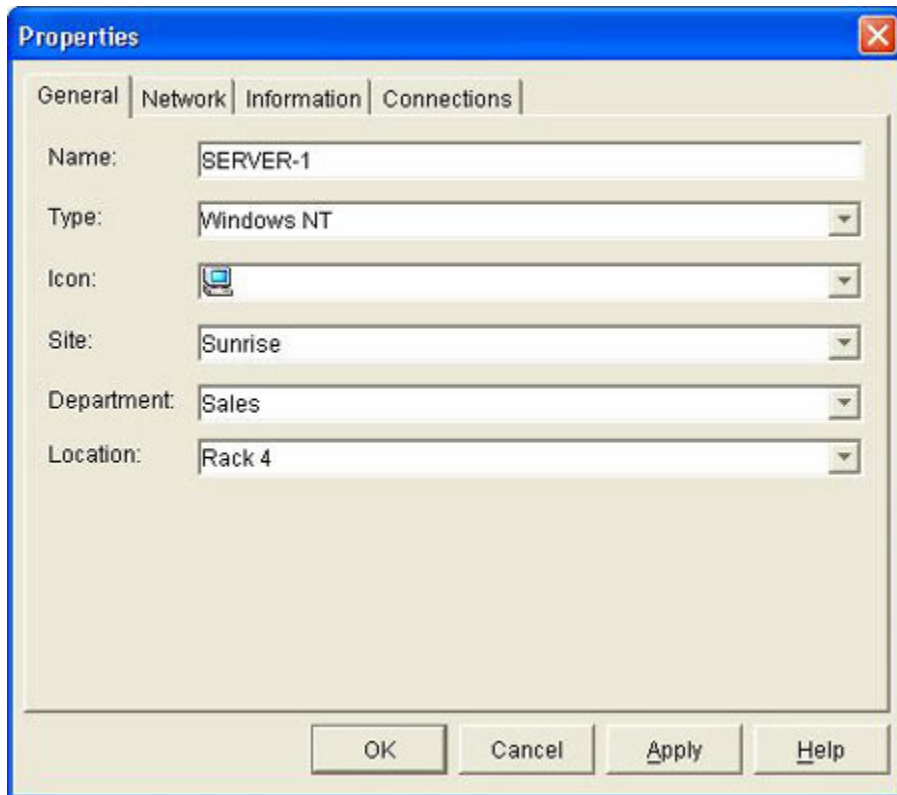 Properties
General Network Information Connections
Name: SERVER-1
Type: Windows NT
Icon:
Site: Sunrise
Department: Sales
Location: Rack 4
OK Cancel Apply Help